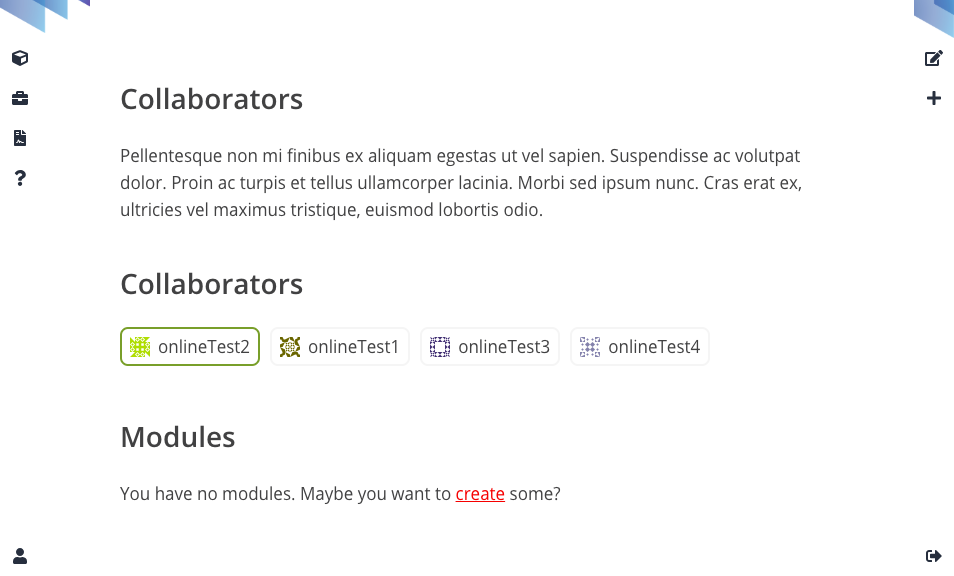 Collaborators
Pellentesque non mi finibus ex aliquam egestas ut vel sapien. Suspendisse ac volutpat
dolor. Proin ac turpis et tellus ullamcorper lacinia. Morbi sed ipsum nunc. Cras erat ex,
ultricies vel maximus tristique, euismod lobortis odio.
Collaborators
onlineTest2 onlineTest1 onlineTest3 onlineTest4
Modules
You have no modules. Maybe you want to create some?